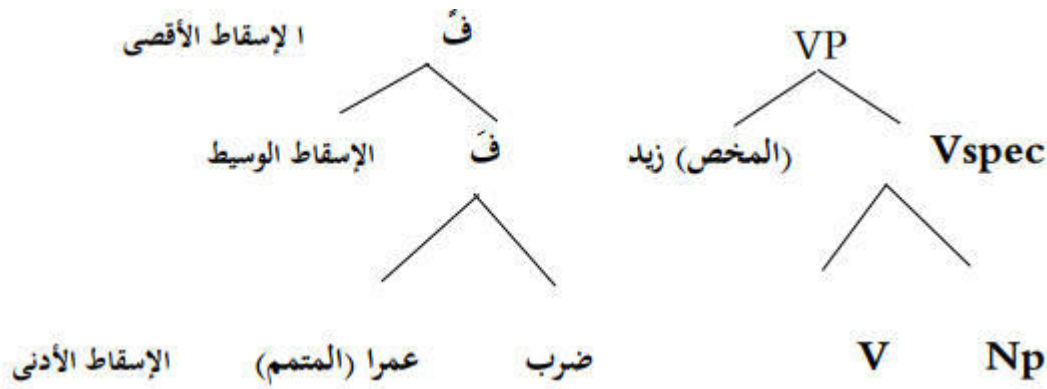 VP فً ا لإسقاط الأقصى
Vspec (المخص) زيد فَ الإسقاط الوسيط
V Np ضرب عمرا (المتمم) الإسقاط الأدنى